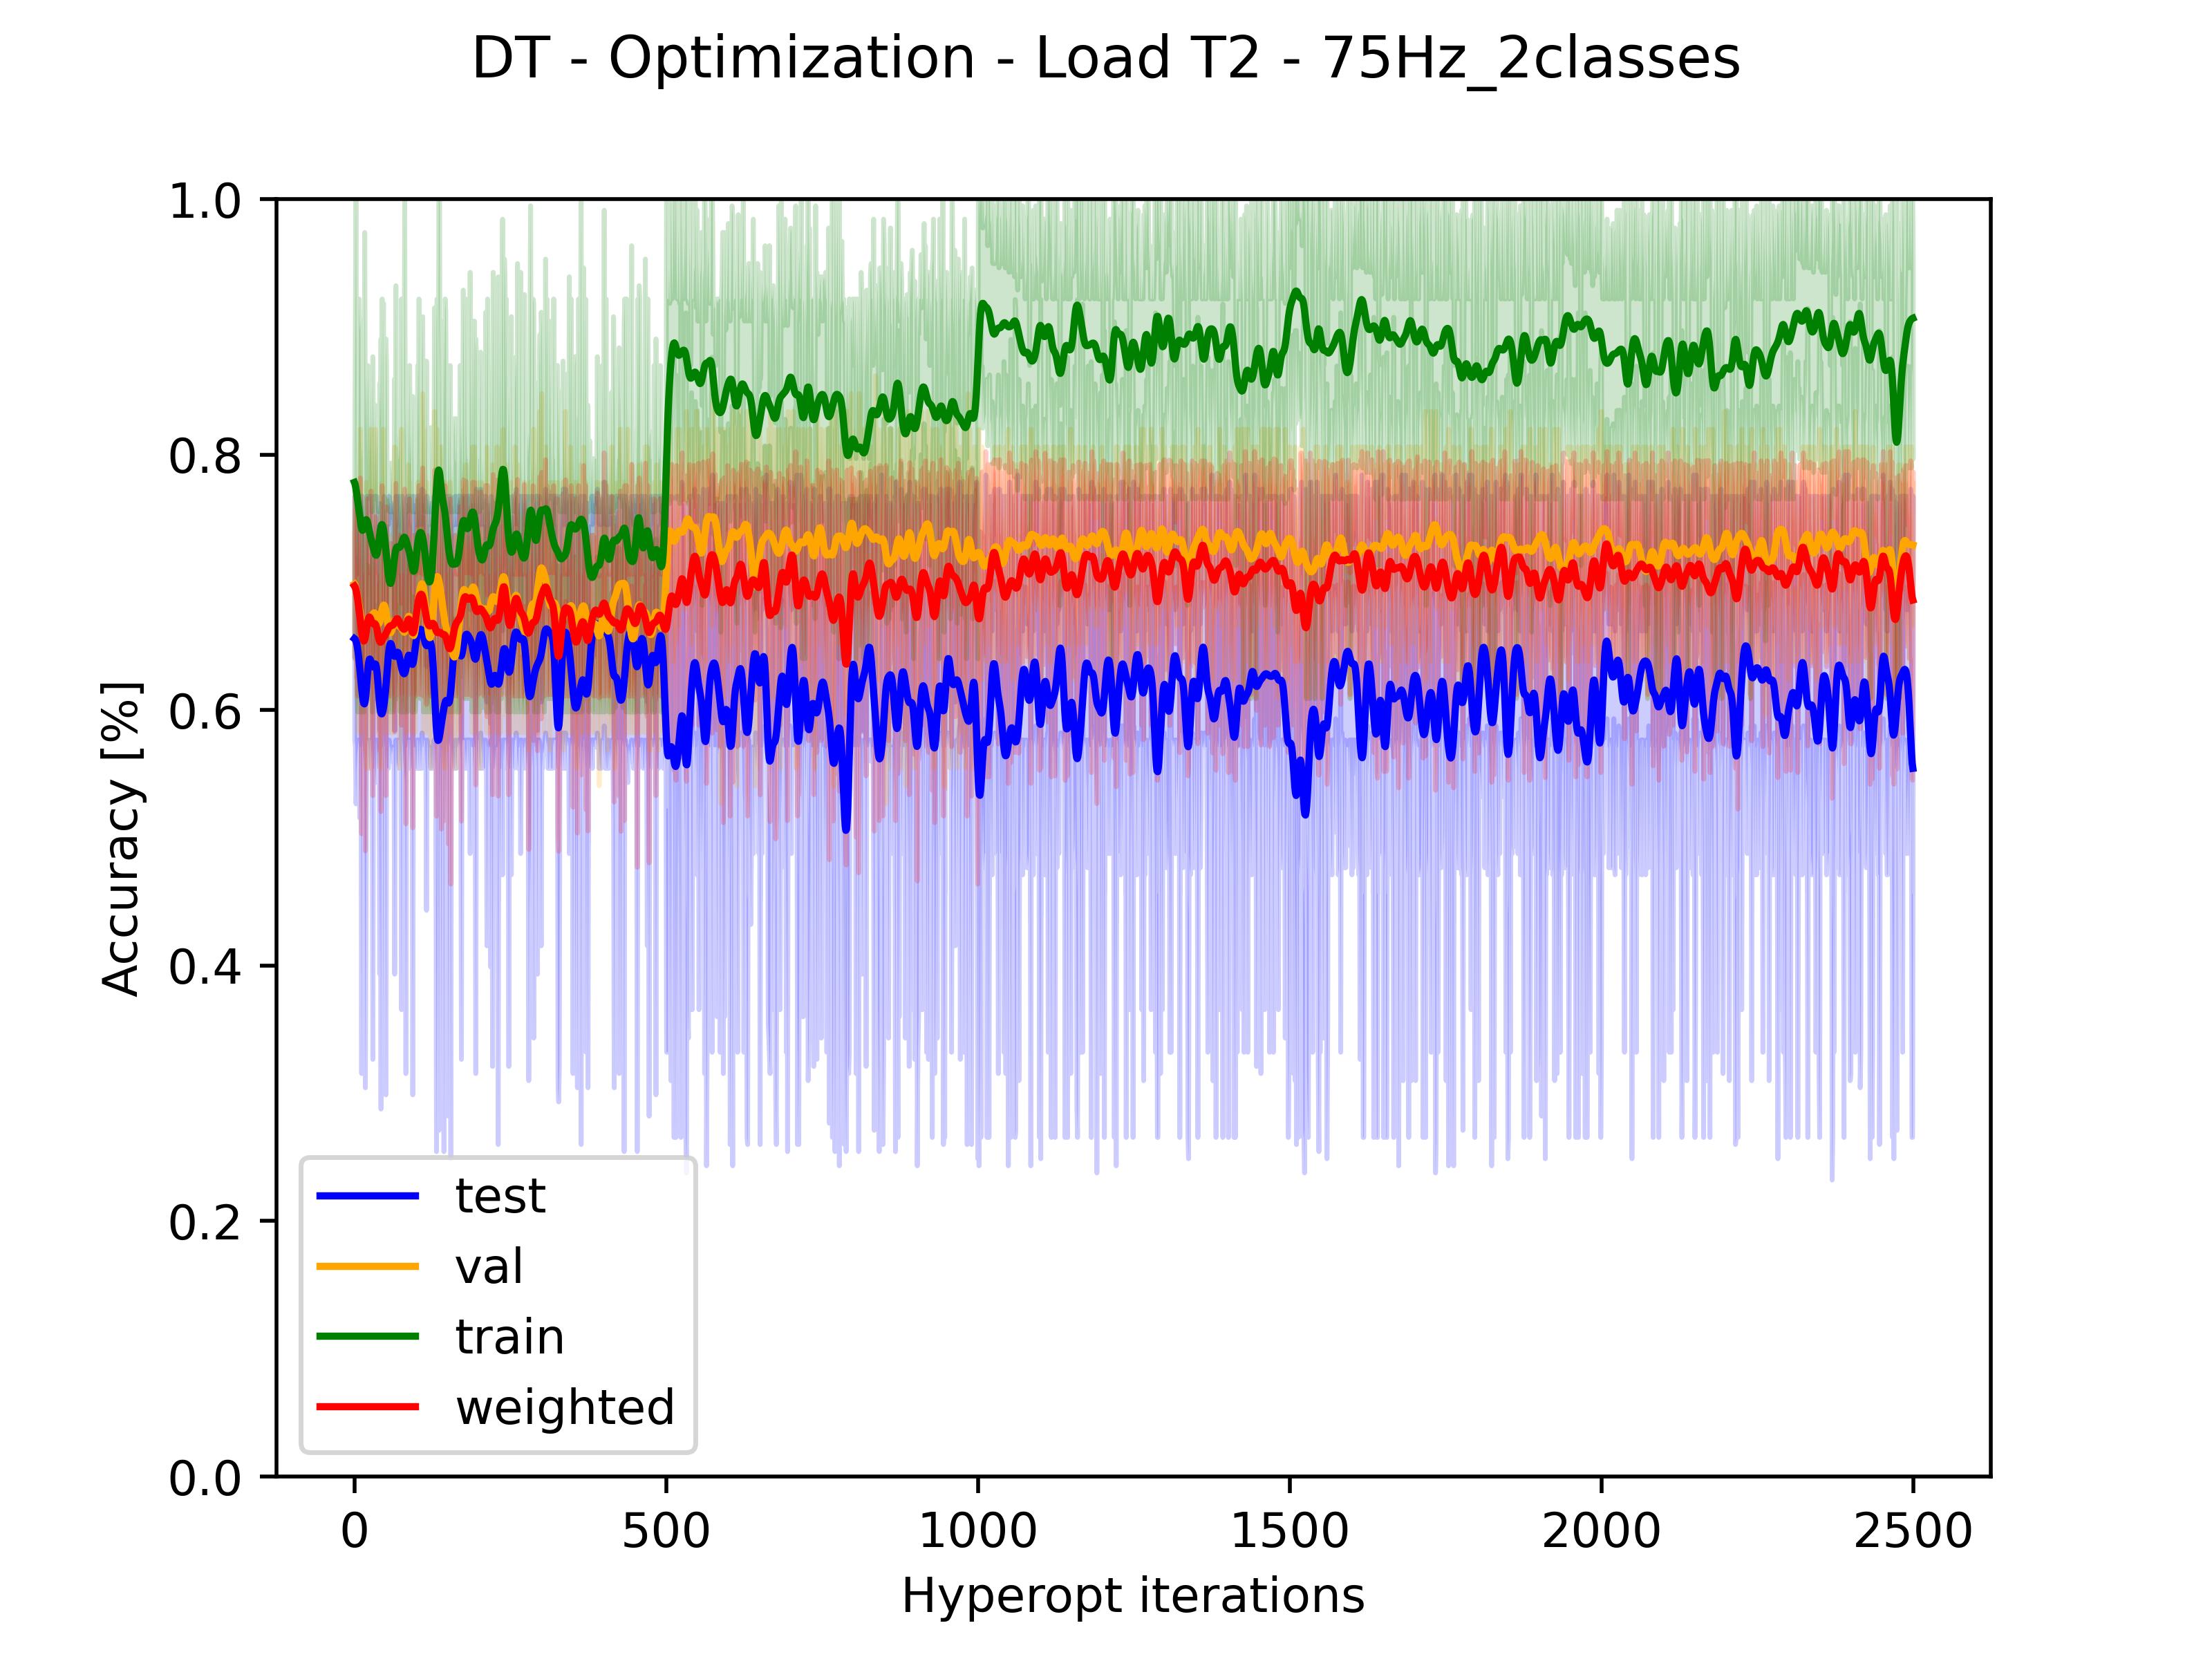 DT - Optimization - Load T2 - 75Hz_2classes
1.0
0.8
0.6
0.4
0.2
0.0
Accuracy [%]
test
val
train
weighted
0 500 1000 1500 2000 2500
Hyperopt iterations